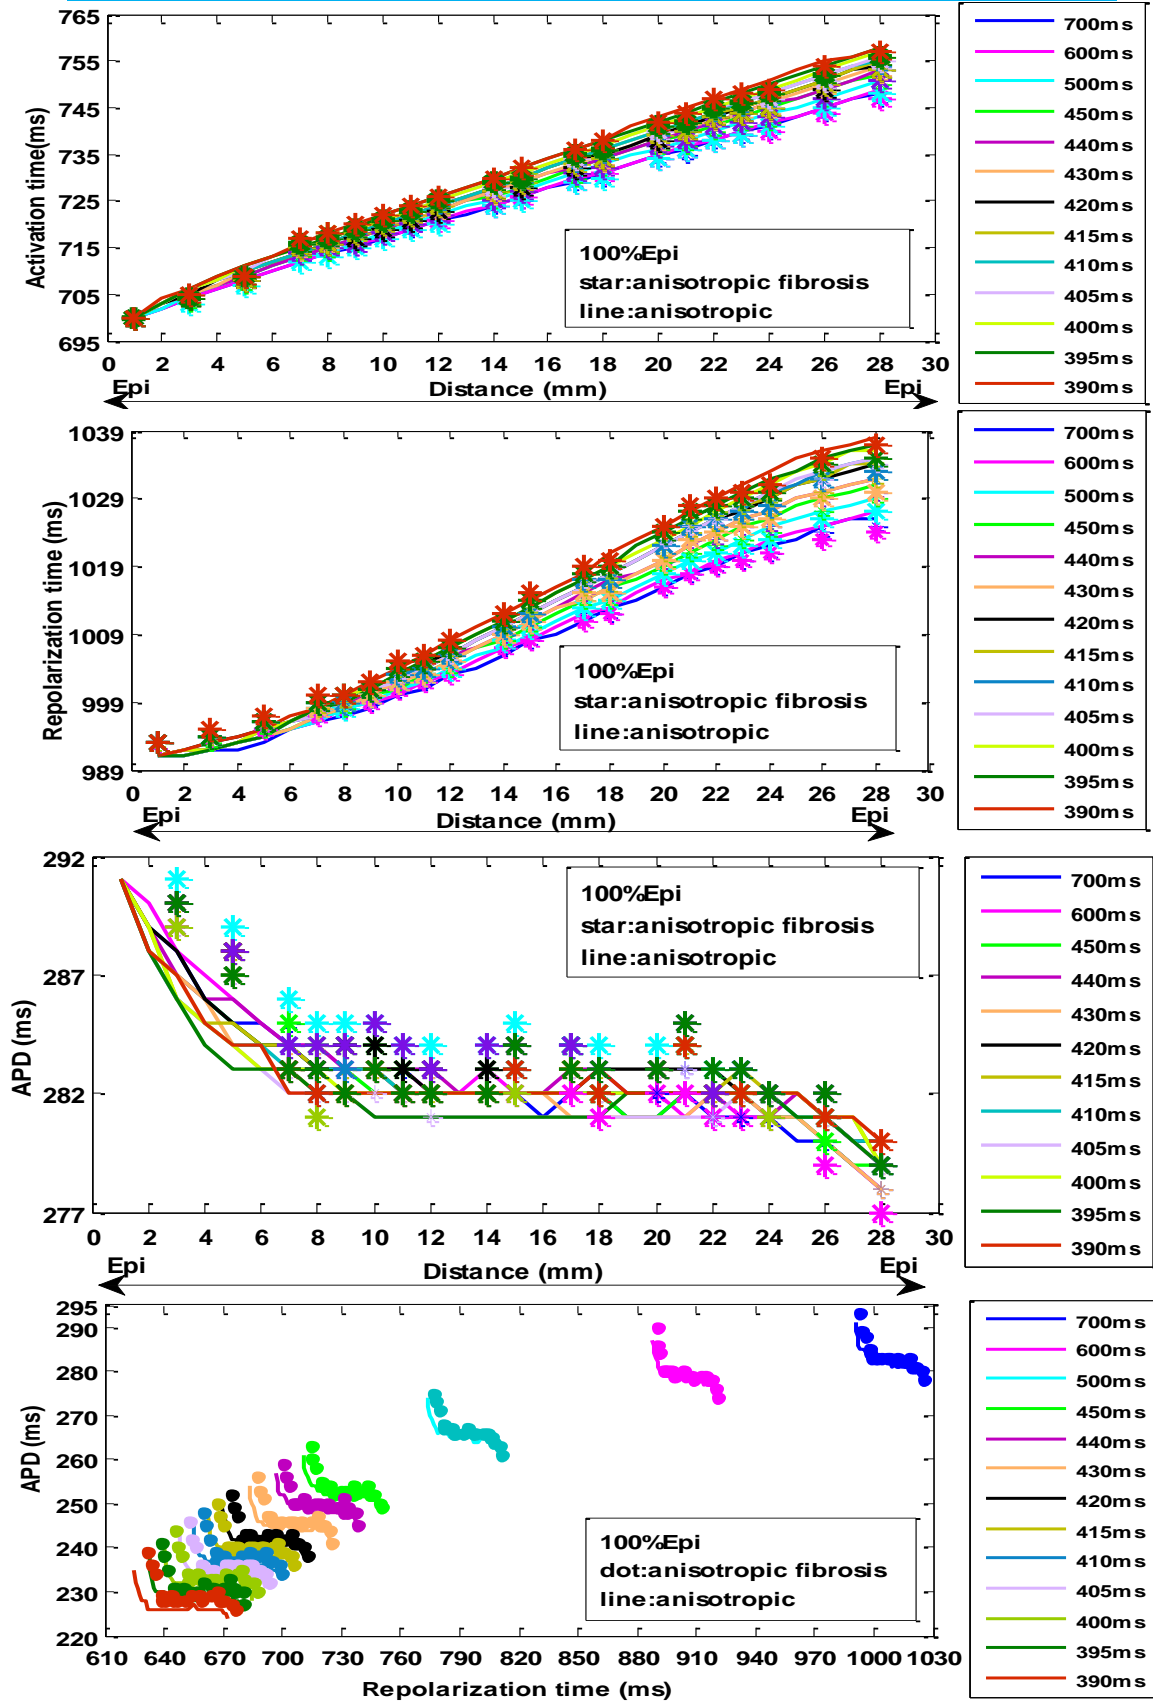 765
755
745
735
725
715
705
695
Activation time(ms)
100%Epi
star:anisotropic fibrosis
line:anisotropic
0 2 4 6 8 10 12 14 16 18 20 22 24 26 28 30
Epi Distance (mm) Epi
700ms
600ms
500ms
450ms
440ms
430ms
420ms
415ms
410ms
405ms
400ms
395ms
390ms
1039
1029
1019
1009
999
989
Repolarization time (ms)
100%Epi
star:anisotropic fibrosis
line:anisotropic
0 2 4 6 8 10 12 14 16 18 20 22 24 26 28 30
Epi Distance (mm) Epi
700ms
600ms
500ms
450ms
440ms
430ms
420ms
415ms
410ms
405ms
400ms
395ms
390ms
292
287
282
277
APD (ms)
100%Epi
star:anisotropic fibrosis
line:anisotropic
0 2 4 6 8 10 12 14 16 18 20 22 24 26 28 30
Epi Distance (mm) Epi
700ms
600ms
450ms
440ms
430ms
420ms
415ms
410ms
405ms
400ms
395ms
390ms
295
290
280
270
260
250
240
230
220
APD (ms)
100%Epi
dot:anisotropic fibrosis
line:anisotropic
610 640 670 700 730 760 790 820 850 880 910 940 970 1000 1030
Repolarization time (ms)
700ms
600ms
500ms
450ms
440ms
430ms
420ms
415ms
410ms
405ms
400ms
395ms
390ms